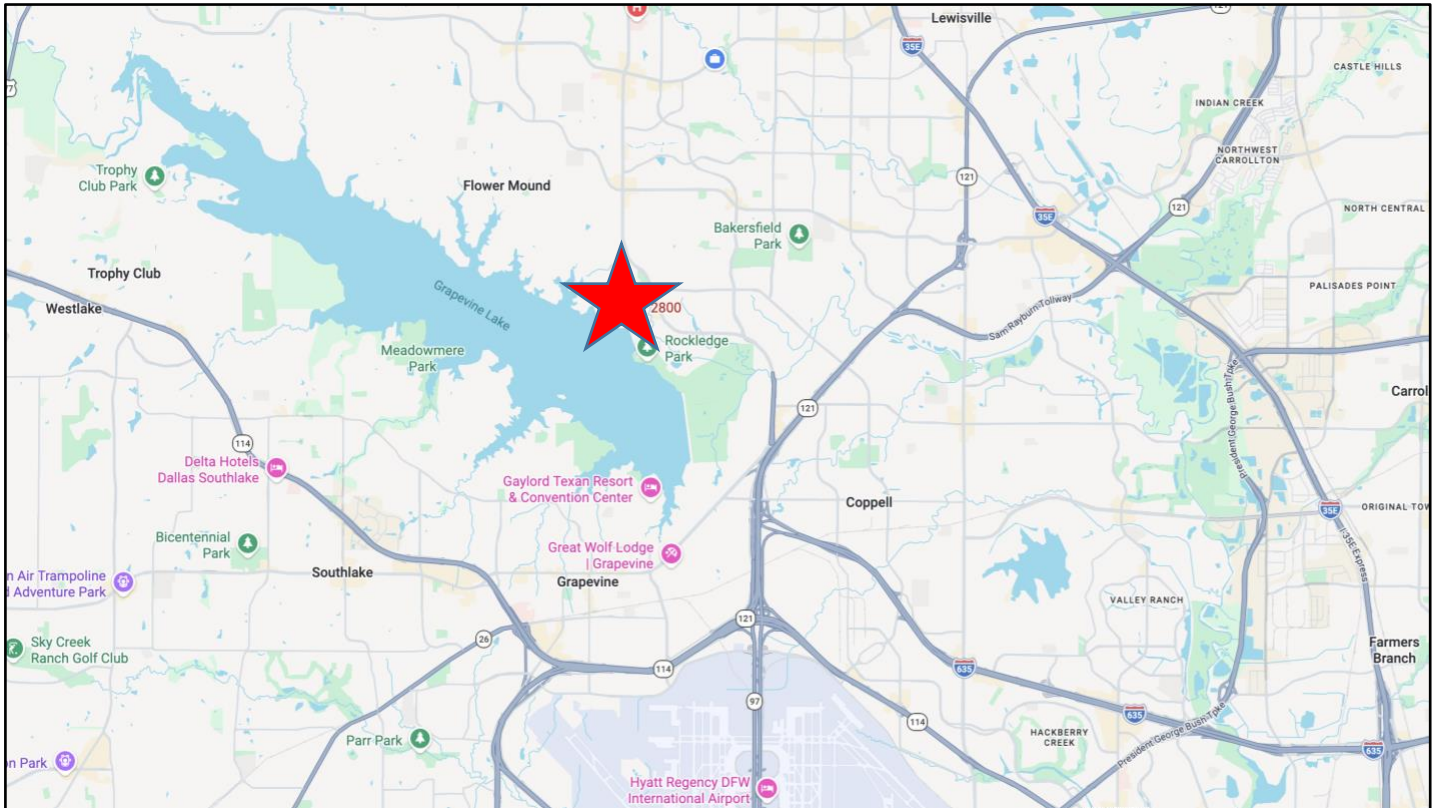 Lewisville
121
35E
CASTLE HILLS
77
INDIAN CREEK
NORTHWEST
CARROLLTON
Trophy
Club Park
Flower Mound
121
121
35E
NORTH CENTRAL
Bakersfield
Park
Trophy Club
Westlake
Grapevine Lake
2800
PALISADES POINT
Sam Rayburn Tollway
Rockledge
Park
Meadowmere
Park
President George Bush Tpke
Carrol
121
114
Delta Hotels
Dallas Southlake
Gaylord Texan Resort
& Convention Center
Coppell
35E
ORIGINAL TOW
I-35E Express
Bicentennial
Park
Great Wolf Lodge
| Grapevine
Southlake
Grapevine
n Air Trampoline
d Adventure Park
VALLEY RANCH
121
26
Sky Creek
Ranch Golf Club
Farmers
Branch
114
635
97
114
635
President George Bush Tpke
HACKBERRY
CREEK
635
Parr Park
n Park
Hyatt Regency DFW
International Airport